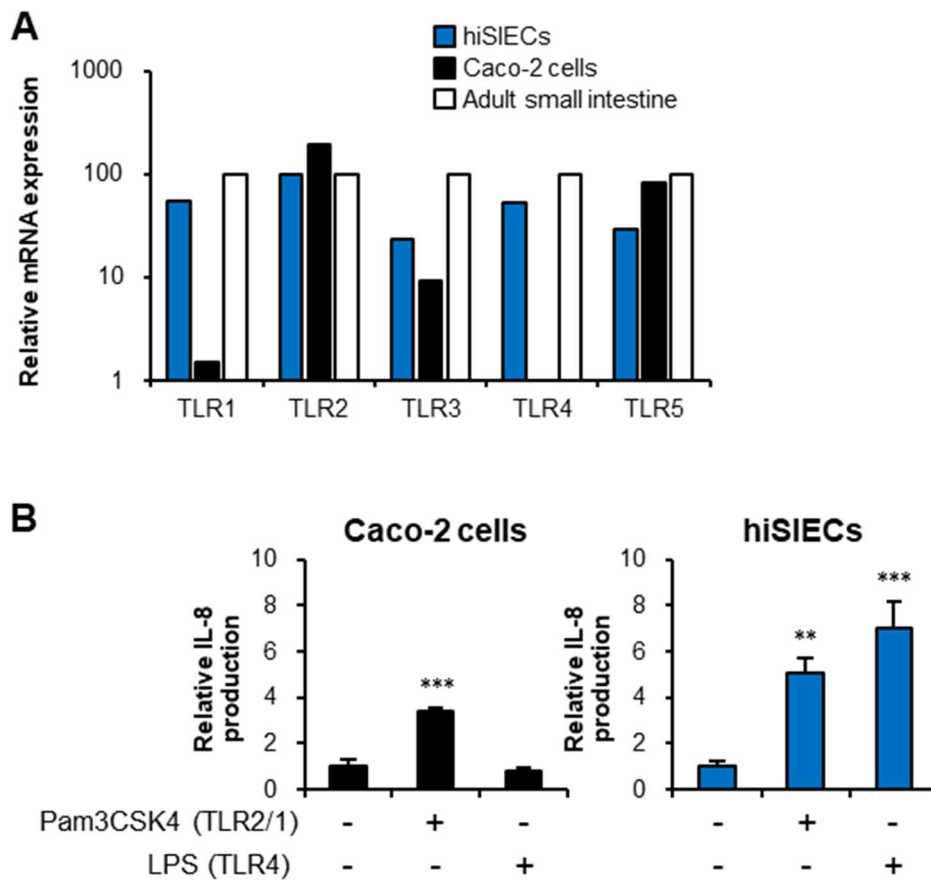 A
hiSIECs
Caco-2 cells
Adult small intestine
Relative mRNA expression
1000
100
10
1
TLR1 TLR2 TLR3 TLR4 TLR5
B
Caco-2 cells
Relative IL-8
production
10
8
6
4
2
0
***
hiSIECs
Relative IL-8
production
10
8
6
4
2
0
**
***
Pam3CSK4 (TLR2/1) - + - - + -
LPS (TLR4) - - + - - +